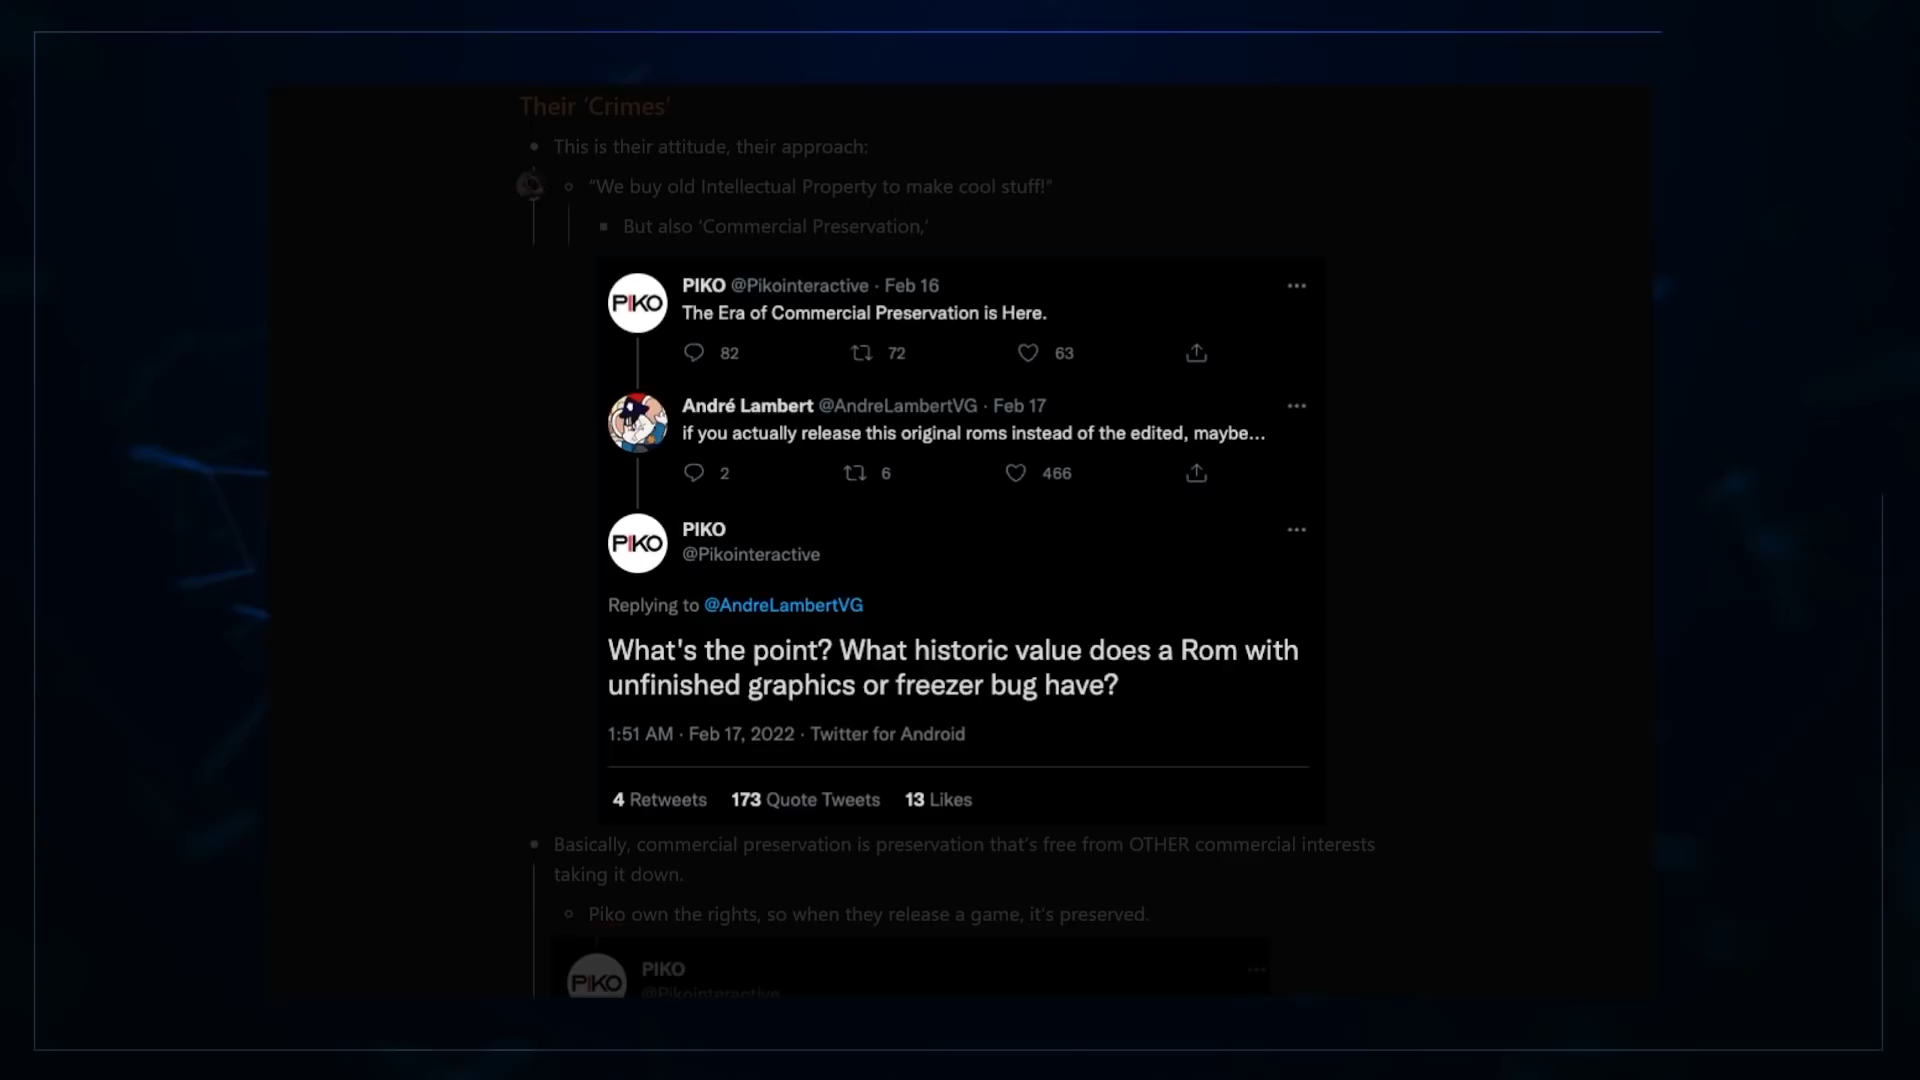 Their ‘Crimes’
This is their attitude, their approach:
“We buy old Intellectual Property to make cool stuff!”
But also ‘Commercial Preservation,’
PIKO
PIKO @Pikointeractive · Feb 16
The Era of Commercial Preservation is Here.
82 72 63
André Lambert @AndreLambertVG · Feb 17
if you actually release this original roms instead of the edited, maybe...
2 6 466
PIKO
PIKO
@Pikointeractive
Replying to @AndreLambertVG
What's the point? What historic value does a Rom with
unfinished graphics or freezer bug have?
1:51 AM · Feb 17, 2022 · Twitter for Android
4 Retweets 173 Quote Tweets 13 Likes
Basically, commercial preservation is preservation that's free from OTHER commercial interests
taking it down.
Piko own the rights, so when they release a game, it's preserved.
PIKO
PIKO
@Pikointeractive